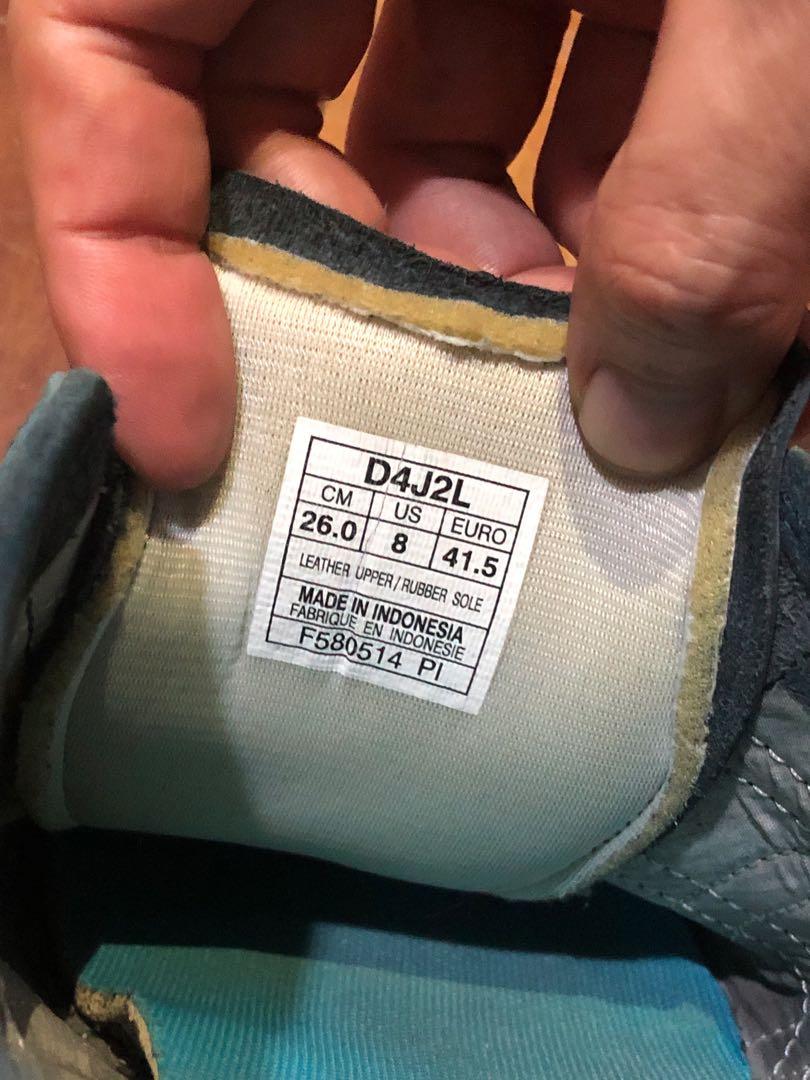 D4J2L
CM US EURO
26.0 8 41.5
LEATHER UPPER/RUBBER SOLE
MADE IN INDONESIA
FABRIQUE EN INDONESIE
F580514 PI